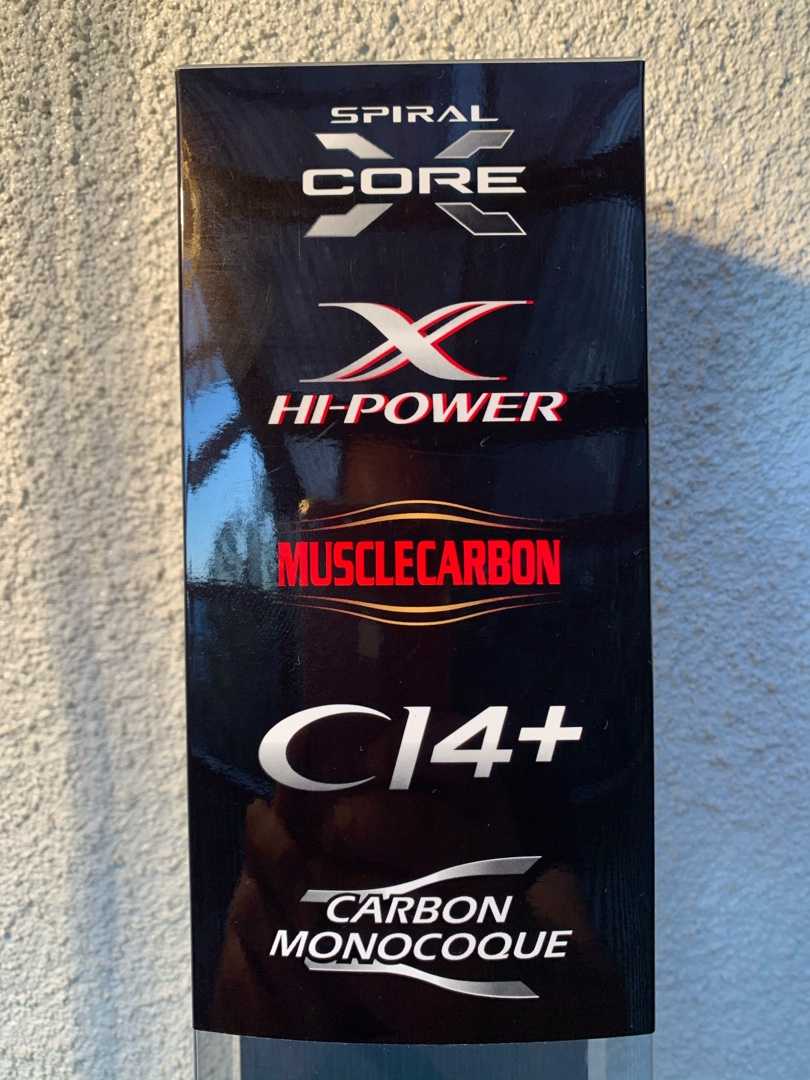 SPIRAL
X
CORE
X
HI-POWER
MUSCLECARBON
CI4+
CARBON
MONOCOQUE